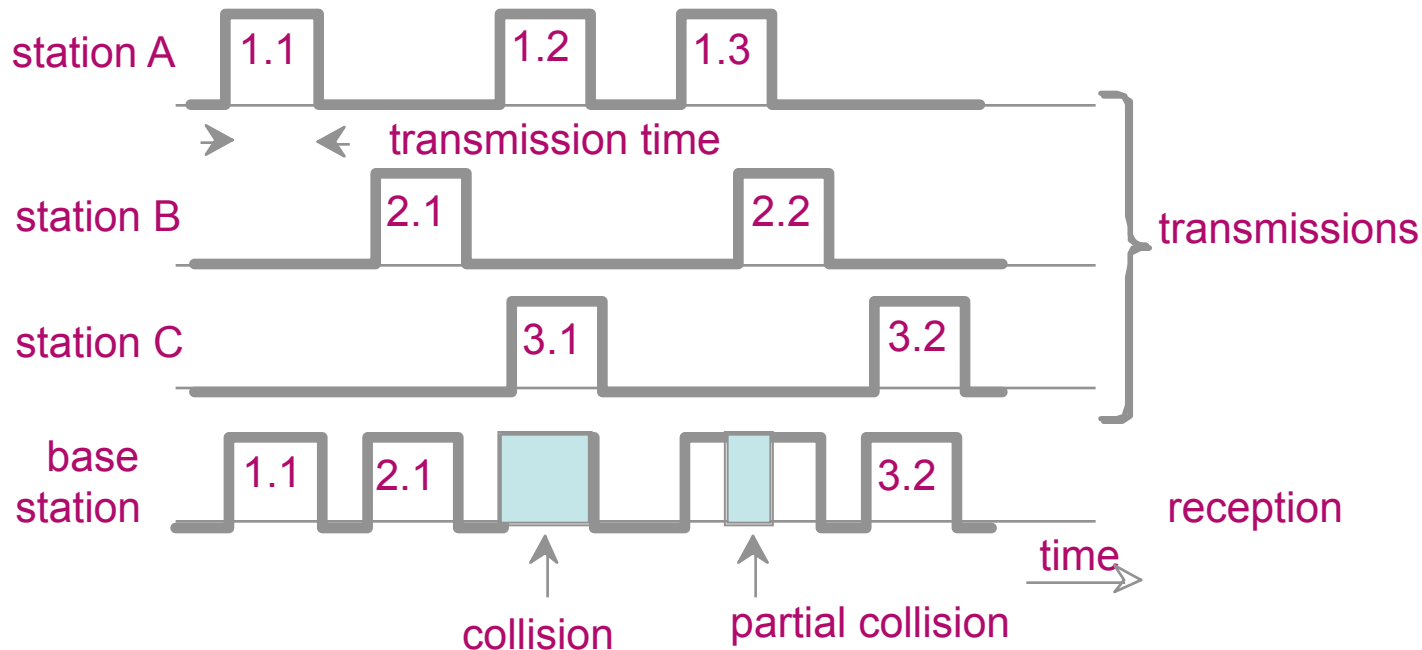 station A
1.1
1.2
1.3
transmission time
station B
2.1
2.2
transmissions
station C
3.1
3.2
base
station
1.1
2.1
3.2
reception
time
collision
partial collision